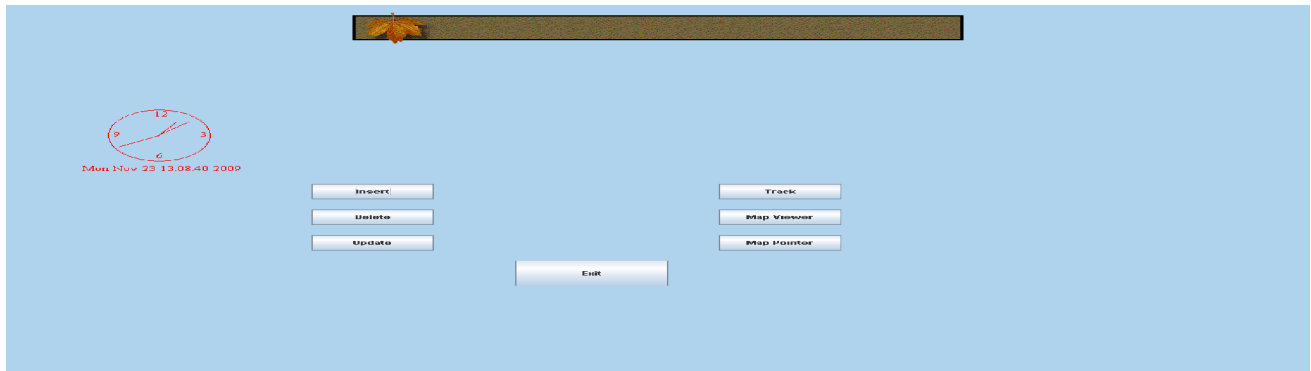 12
9 3
6
Mon Nov 23 13:08:40 2009
Insert Track
Delete Map Viewer
Update Map Pointer
Exit